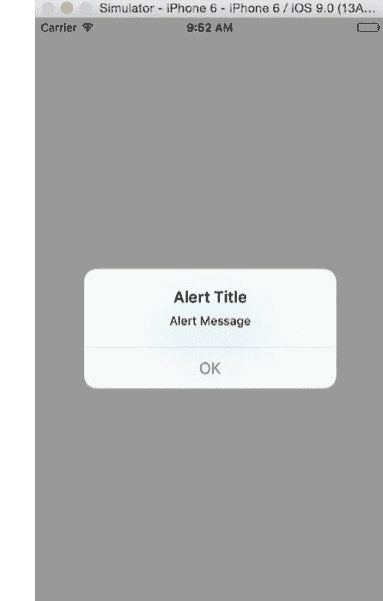 Simulator - iPhone 6 - iPhone 6 / iOS 9.0 (13A...
Carrier 9:52 AM
Alert Title
Alert Message
OK